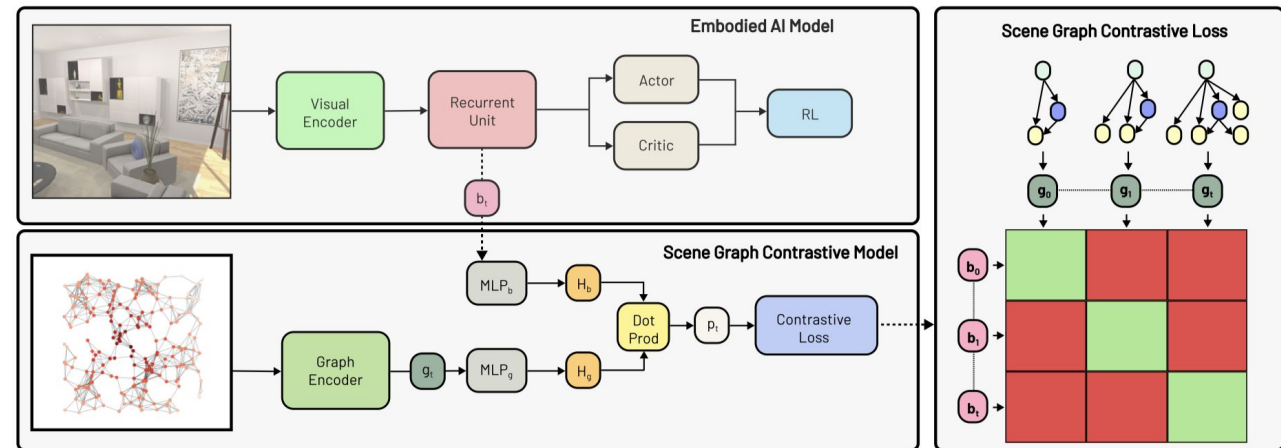 Embodied AI Model
Visual
Encoder
Recurrent
Unit
Actor
Critic
RL
b_t
Scene Graph Contrastive Model
MLP_b
H_b
Dot
Prod
p_t
Contrastive
Loss
Graph
Encoder
g_t
MLP_g
H_g
Scene Graph Contrastive Loss
g_0
g_1
g_t
b_0
b_1
b_t